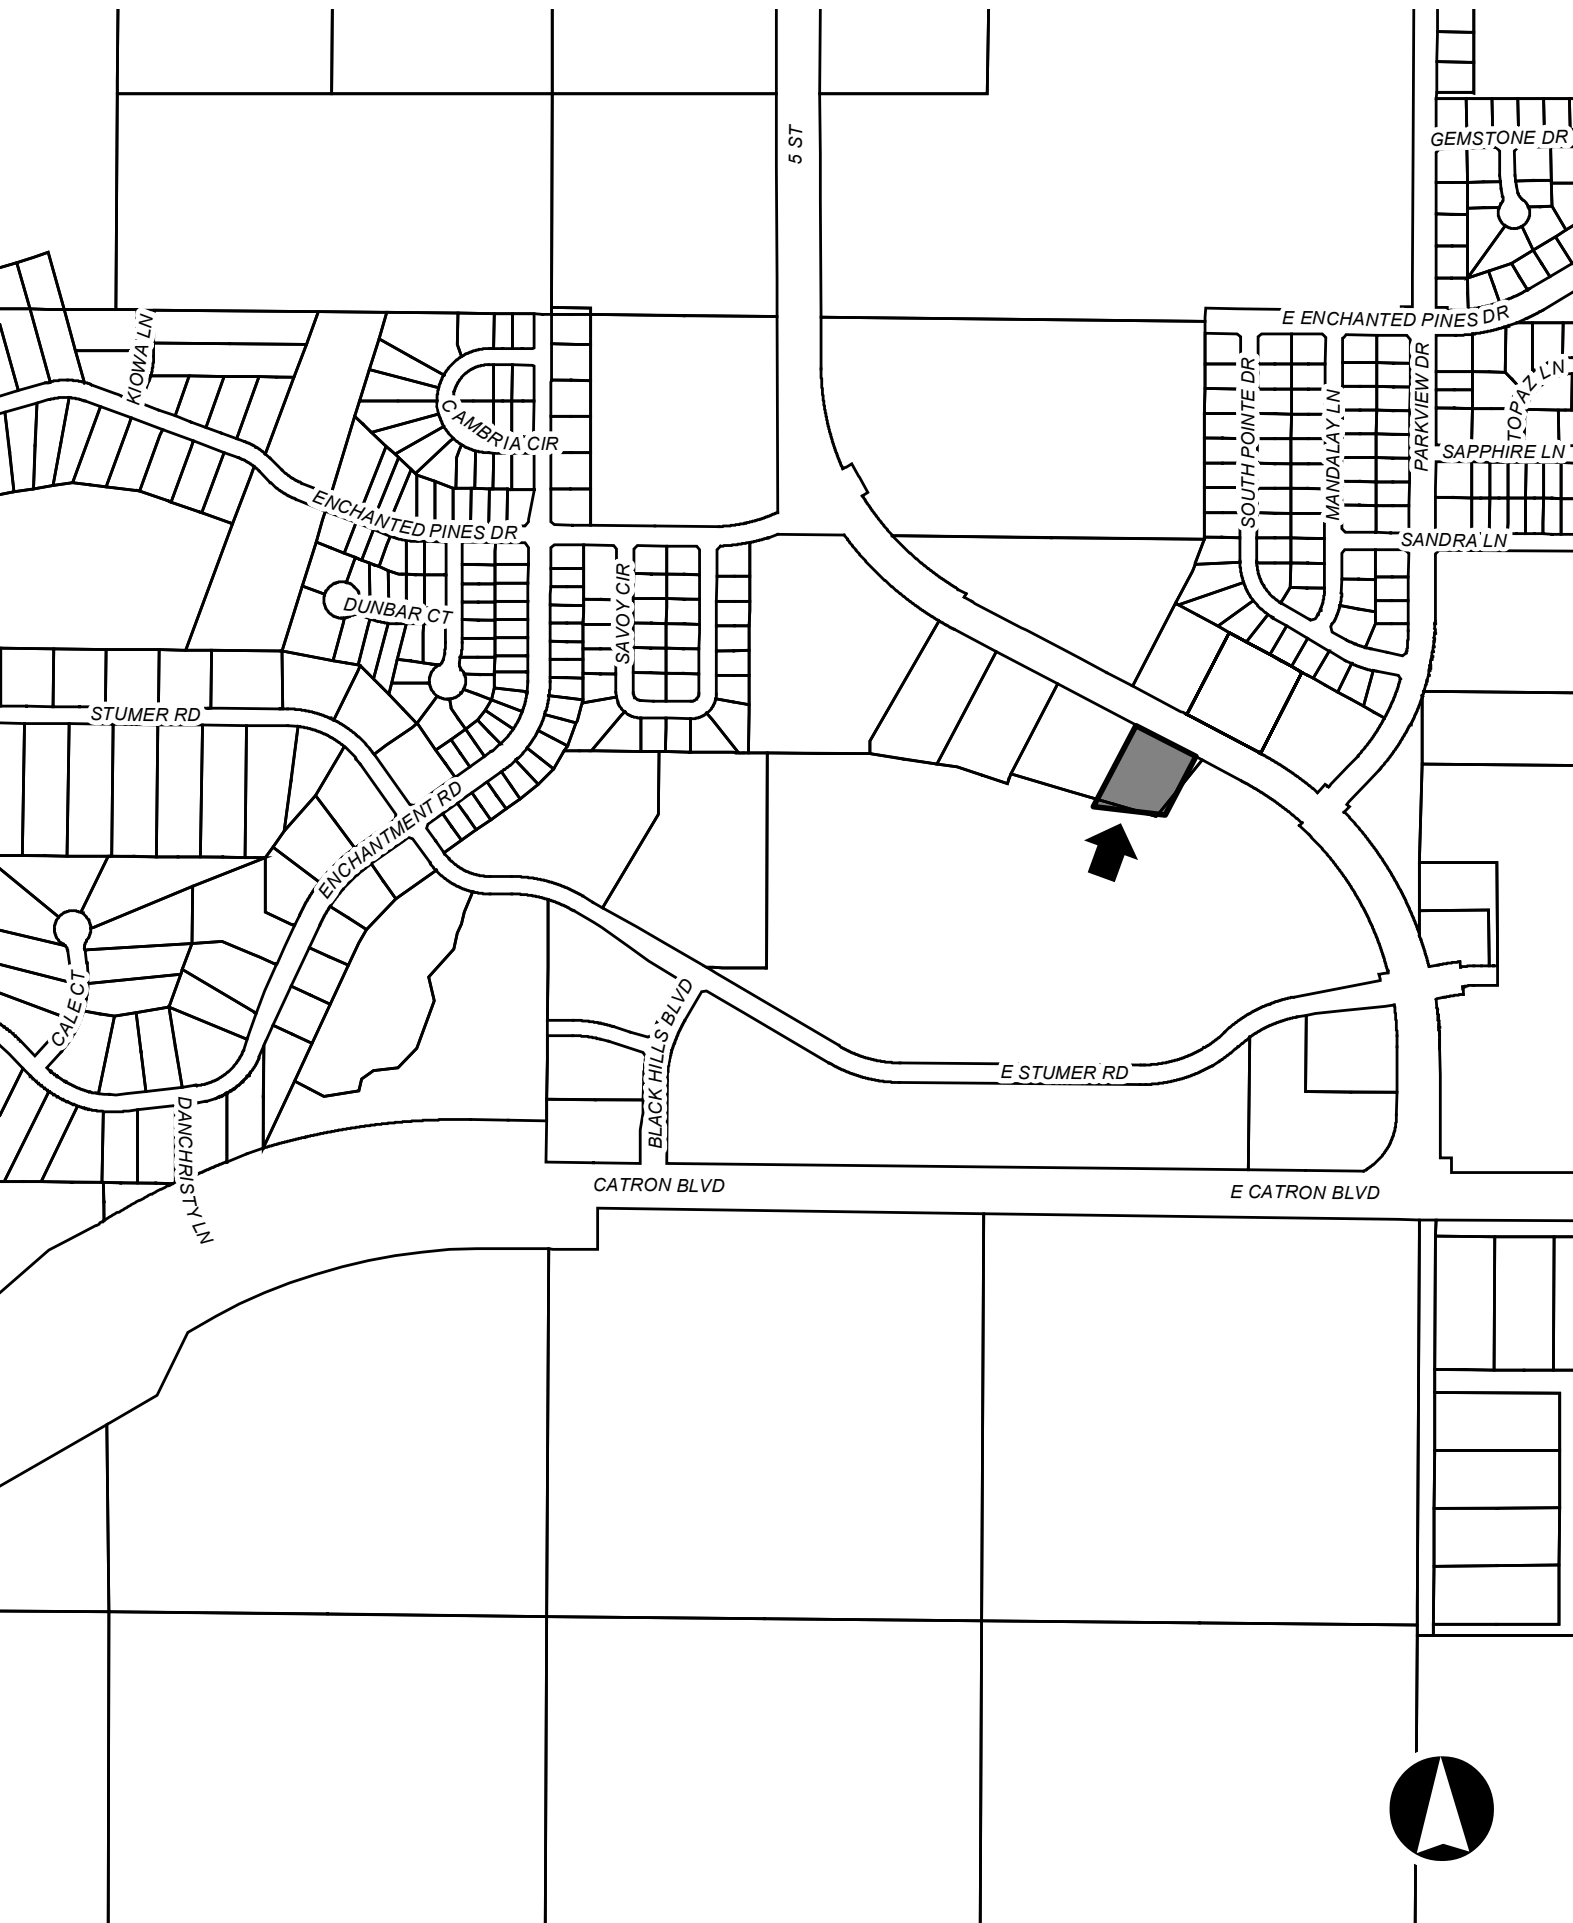 5 ST
GEMSTONE DR
KIOWA LN
E ENCHANTED PINES DR
SOUTH POINTE DR
MANDALAY LN
PARKVIEW DR
TOPAZ LN
CAMBRIA CIR
SAPPHIRE LN
ENCHANTED PINES DR
SANDRA LN
DUNBAR CT
SAVOY CIR
STUMER RD
ENCHANTMENT RD
CALE CT
BLACK HILLS BLVD
E STUMER RD
DANCHRISTY LN
CATRON BLVD
E CATRON BLVD